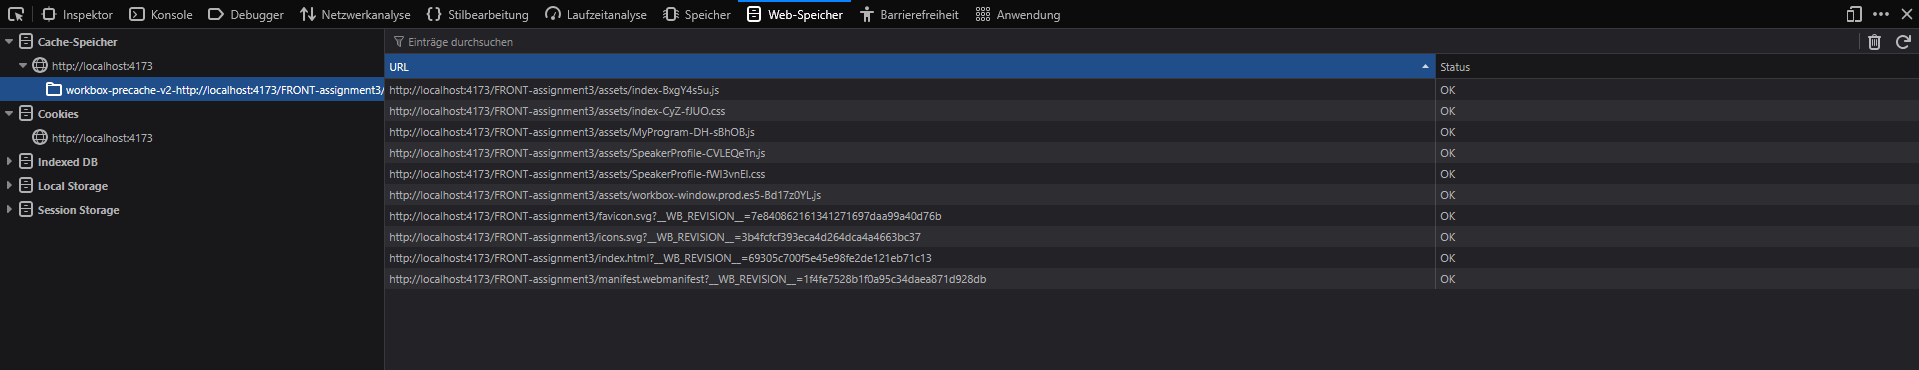 Inspektor Konsole Debugger Netzwerkanalyse Stilbearbeitung Laufzeitanalyse Speicher Web-Speicher Barrierefreiheit Anwendung
Cache-Speicher
http://localhost:4173
workbox-precache-v2-http://localhost:4173/FRONT-assignment3/
Cookies
http://localhost:4173
Indexed DB
Local Storage
Session Storage
Einträge durchsuchen
URL Status
http://localhost:4173/FRONT-assignment3/assets/index-BxgY4s5u.js OK
http://localhost:4173/FRONT-assignment3/assets/index-CyZ-fJUO.css OK
http://localhost:4173/FRONT-assignment3/assets/MyProgram-DH-sBhOB.js OK
http://localhost:4173/FRONT-assignment3/assets/SpeakerProfile-CVLEQeTn.js OK
http://localhost:4173/FRONT-assignment3/assets/SpeakerProfile-fWI3vnEl.css OK
http://localhost:4173/FRONT-assignment3/assets/workbox-window.prod.es5-Bd17z0YL.js OK
http://localhost:4173/FRONT-assignment3/favicon.svg?__WB_REVISION__=7e840862161341271697daa99a40d76b OK
http://localhost:4173/FRONT-assignment3/icons.svg?__WB_REVISION__=3b4fcfcf393eca4d264dca4a4663bc37 OK
http://localhost:4173/FRONT-assignment3/index.html?__WB_REVISION__=69305c700f5e45e98fe2de121eb71c13 OK
http://localhost:4173/FRONT-assignment3/manifest.webmanifest?__WB_REVISION__=1f4fe7528b1f0a95c34daea871d928db OK